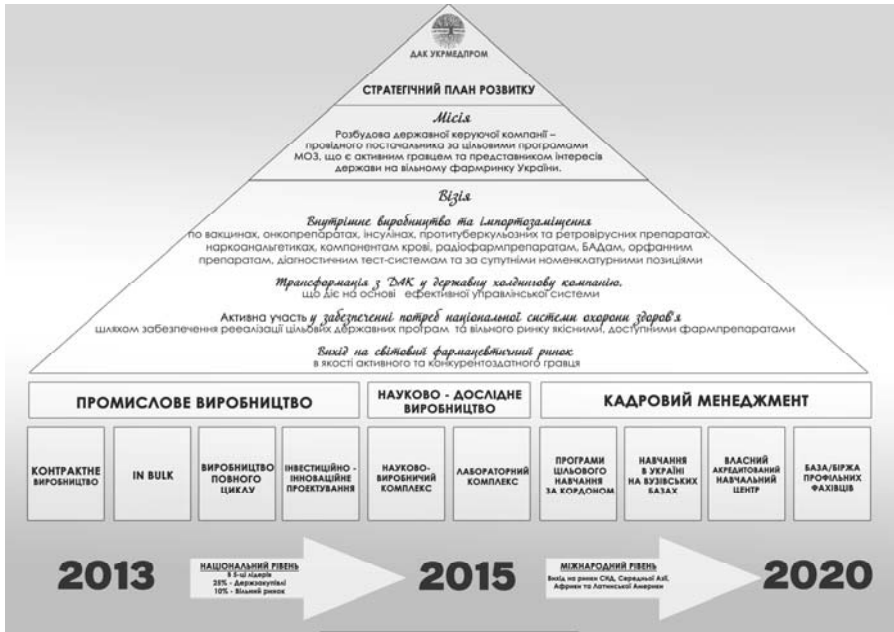 ДАК УКРМЕДПРОМ
СТРАТЕГІЧНИЙ ПЛАН РОЗВИТКУ
Місія
Розбудова державної керуючої компанії –
провідного постачальника за цільовими програмами
МОЗ, що є активним гравцем та представником інтересів
держави на вільному фармринку України.
Візія
Внутрішнє виробництво та імпортозаміщення
по вакцинах, онкопрепаратах, інсулінах, протитуберкульозних та ретровірусних препаратах,
наркоанальгетиках, компонентам крові, радіофармпрепаратам, БАДам, орфанним
препаратам, діагностичним тест-системам та за супутніми номенклатурними позиціями
Трансформація з ДАК у державну холдингову компанію,
що діє на основі ефективної управлінської системи
Активна участь у забезпеченні потреб національної системи охорони здоров'я
шляхом забезпечення рееалізації цільових державних програм та вільного ринку якісними, доступними фармпрепаратами
Вихід на світовий фармацевтичний ринок
в якості активного та конкурентоздатного гравця
ПРОМИСЛОВЕ ВИРОБНИЦТВО
НАУКОВО - ДОСЛІДНЕ
ВИРОБНИЦТВО
КАДРОВИЙ МЕНЕДЖМЕНТ
КОНТРАКТНЕ
ВИРОБНИЦТВО
IN BULK
ВИРОБНИЦТВО
ПОВНОГО
ЦИКЛУ
ІНВЕСТИЦІЙНО -
ІННОВАЦІЙНЕ
ПРОЕКТУВАННЯ
НАУКОВО-
ВИРОБНИЧИЙ
КОМПЛЕКС
ЛАБОРАТОРНИЙ
КОМПЛЕКС
ПРОГРАМИ
ЦІЛЬОВОГО
НАВЧАННЯ
ЗА КОРДОНОМ
НАВЧАННЯ
В УКРАЇНІ
НА ВУЗІВСЬКИХ
БАЗАХ
ВЛАСНИЙ
АКРЕДИТОВАНИЙ
НАВЧАЛЬНИЙ
ЦЕНТР
БАЗА/БІРЖА
ПРОФІЛЬНИХ
ФАХІВЦІВ
2013
НАЦІОНАЛЬНИЙ РІВЕНЬ
В 5-ці лідерів
25% - Держзакупівлі
10% - Вільний ринок
2015
МІЖНАРОДНИЙ РІВЕНЬ
Вихід на ринки СНД, Середньої Азії,
Африки та Латинської Америки
2020